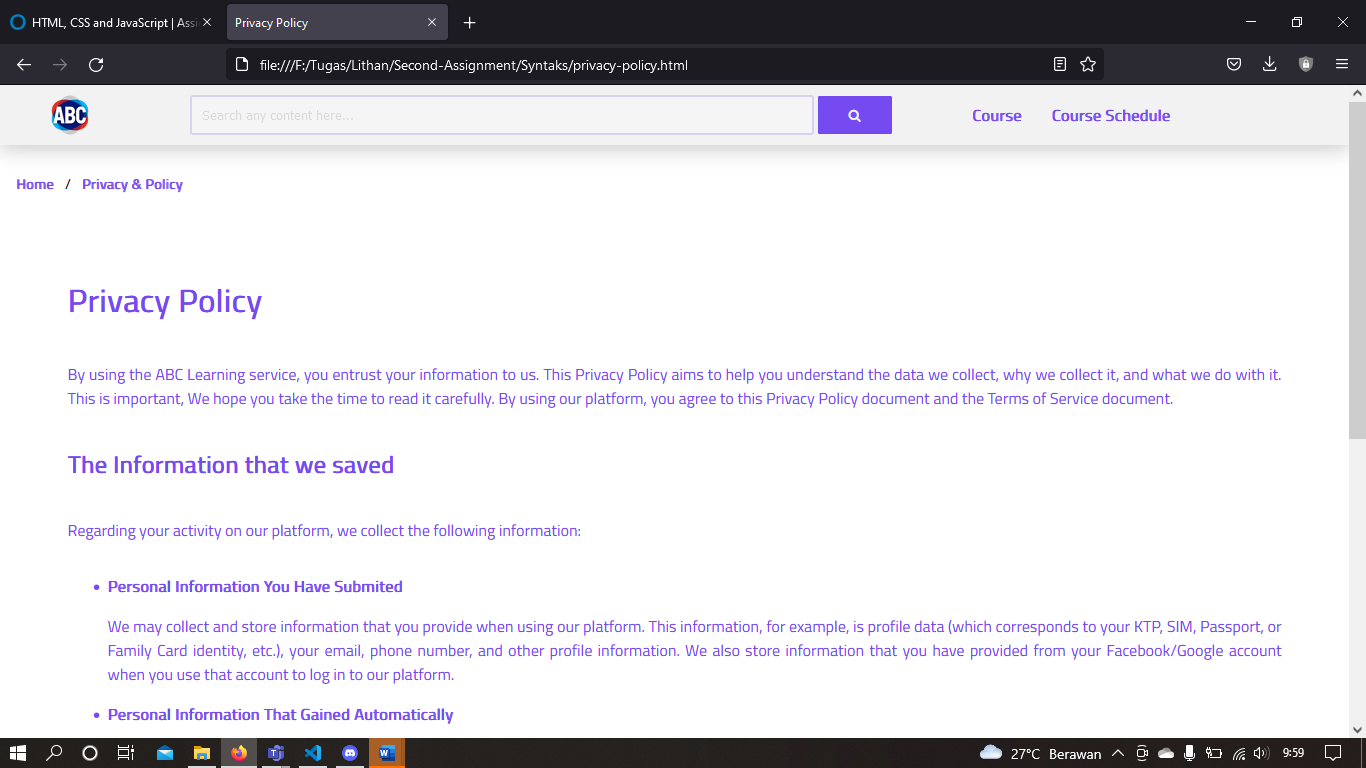 HTML, CSS and JavaScript | Assi
Privacy Policy
file:///F:/Tugas/Lithan/Second-Assignment/Syntaks/privacy-policy.html
ABC
Search any content here...
Course
Course Schedule
Home / Privacy & Policy
Privacy Policy
By using the ABC Learning service, you entrust your information to us. This Privacy Policy aims to help you understand the data we collect, why we collect it, and what we do with it.
This is important, We hope you take the time to read it carefully. By using our platform, you agree to this Privacy Policy document and the Terms of Service document.
The Information that we saved
Regarding your activity on our platform, we collect the following information:
• Personal Information You Have Submited
We may collect and store information that you provide when using our platform. This information, for example, is profile data (which corresponds to your KTP, SIM, Passport, or
Family Card identity, etc.), your email, phone number, and other profile information. We also store information that you have provided from your Facebook/Google account
when you use that account to log in to our platform.
• Personal Information That Gained Automatically
27°C Berawan
9:59